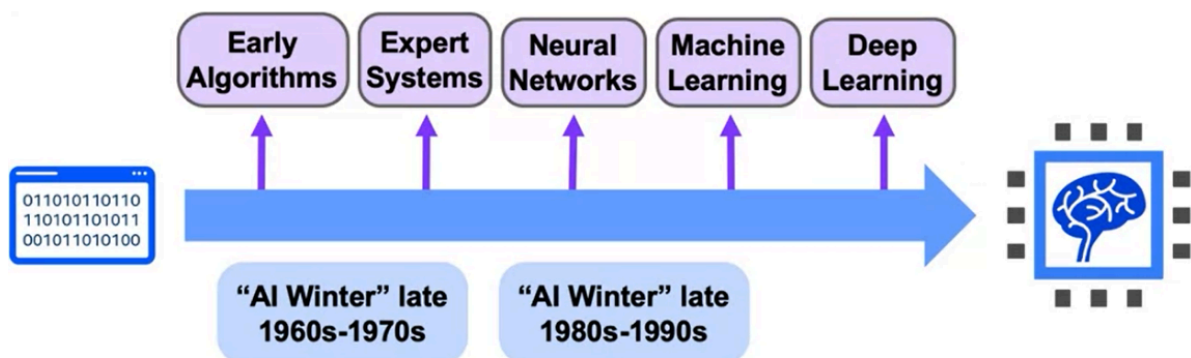 Early
Algorithms
Expert
Systems
Neural
Networks
Machine
Learning
Deep
Learning
011010110110
110101101011
001011010100
“AI Winter” late
1960s-1970s
“AI Winter” late
1980s-1990s